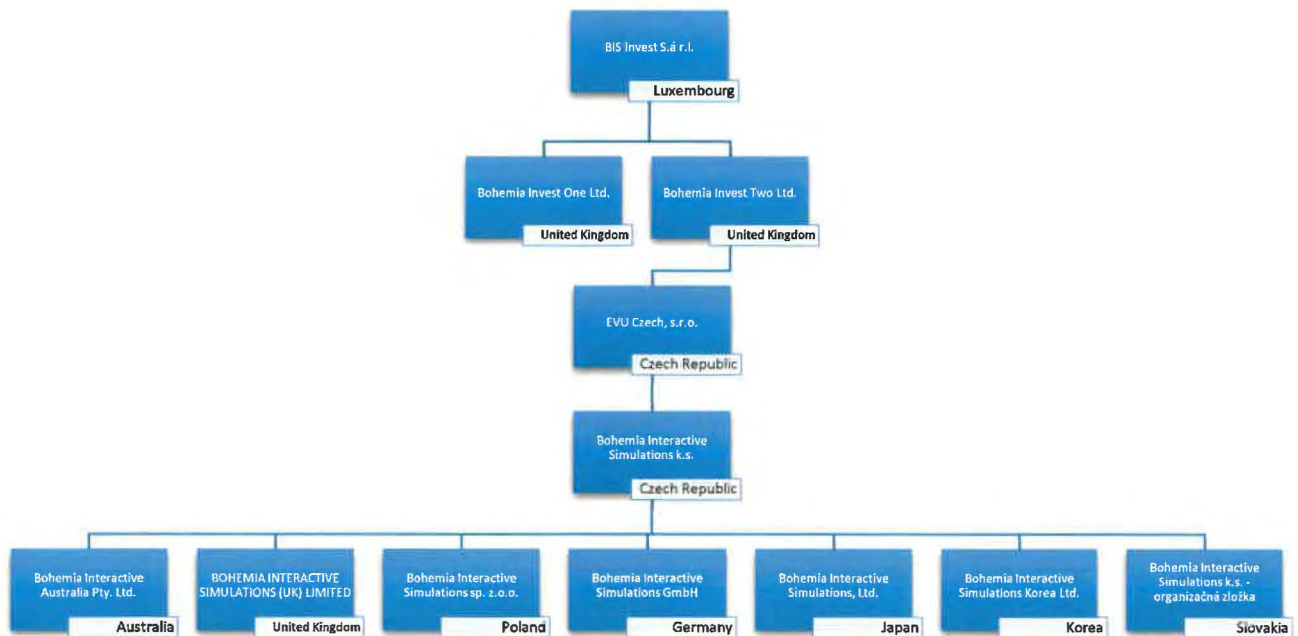 BIS Invest S.á r.l.
Luxembourg
Bohemia Invest One Ltd.
United Kingdom
Bohemia Invest Two Ltd.
United Kingdom
EVU Czech, s.r.o.
Czech Republic
Bohemia Interactive
Simulations k.s.
Czech Republic
Bohemia Interactive
Australia Pty. Ltd.
Australia
BOHEMIA INTERACTIVE
SIMULATIONS (UK) LIMITED
United Kingdom
Bohemia Interactive
Simulations sp. z.o.o.
Poland
Bohemia Interactive
Simulations GmbH
Germany
Bohemia Interactive
Simulations, Ltd.
Japan
Bohemia Interactive
Simulations Korea Ltd.
Korea
Bohemia Interactive
Simulations k.s. -
organizačná zložka
Slovakia